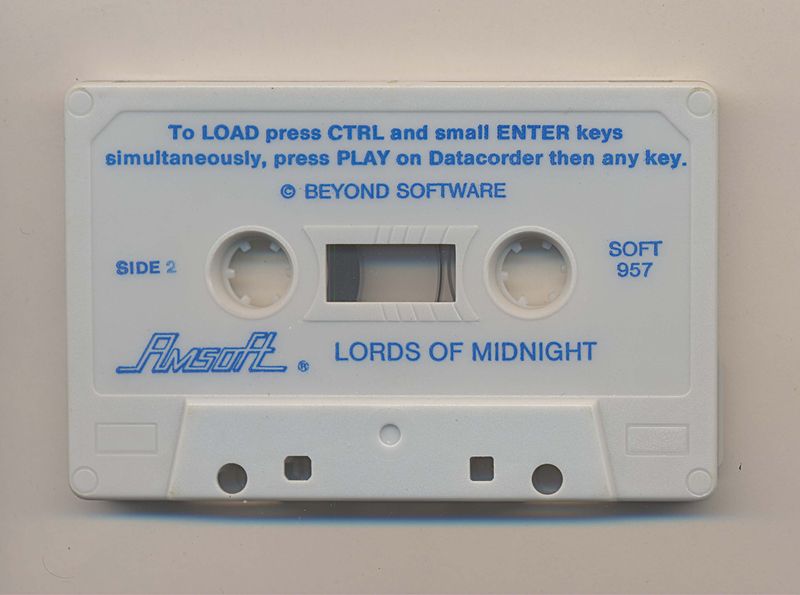 To LOAD press CTRL and small ENTER keys
simultaneously, press PLAY on Datacorder then any key.
© BEYOND SOFTWARE
SIDE 2
SOFT
957
Amsoft ®
LORDS OF MIDNIGHT